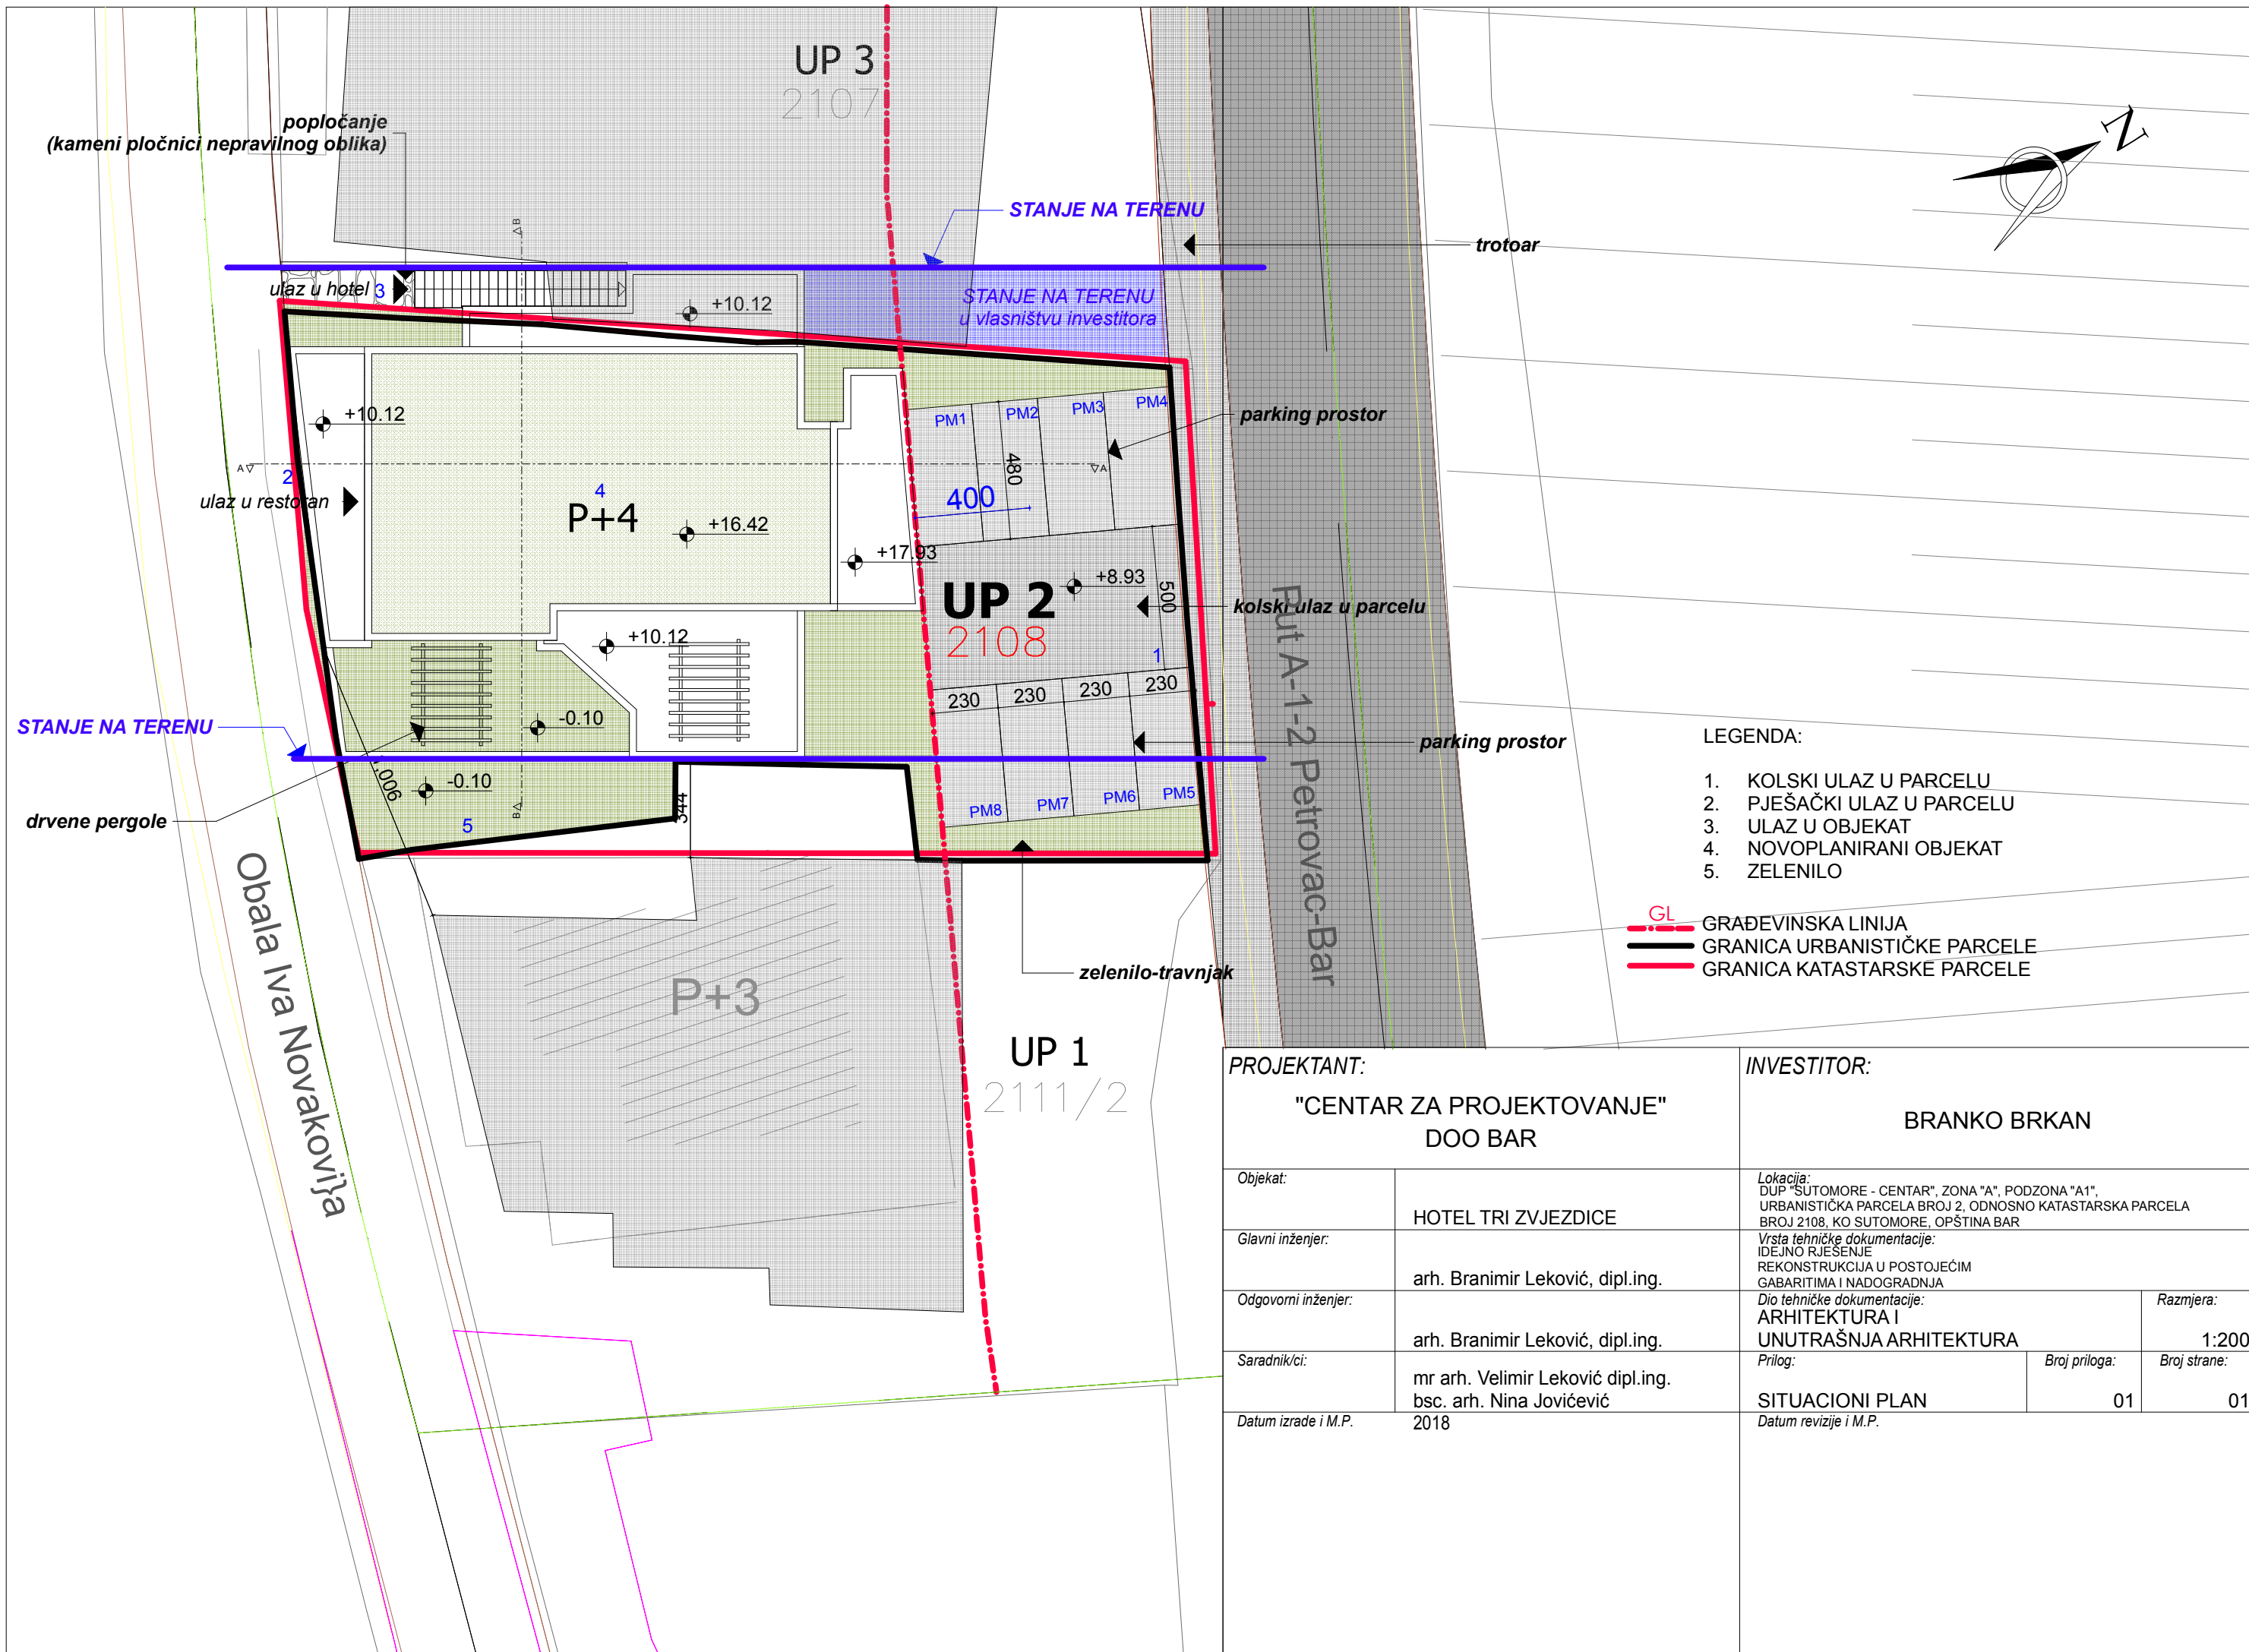 UP 3
2107
popločanje
(kameni pločnici nepravilnog oblika)
N
B
STANJE NA TERENU
trotoar
ulaz u hotel 3
+10.12
STANJE NA TERENU
u vlasništvu investitora
+10.12
PM1
PM2
PM3
PM4
parking prostor
A
A
2
ulaz u restoran
4
P+4
+16.42
480
400
+17.93
UP 2
2108
+8.93
500
kolski ulaz u parcelu
Put A-1-2 Petrovac-Bar
+10.12
1
230
230
230
230
-0.10
STANJE NA TERENU
parking prostor
-0.10
344
B
5
PM8
PM7
PM6
PM5
drvene pergole
LEGENDA:
1. KOLSKI ULAZ U PARCELU
2. PJEŠAČKI ULAZ U PARCELU
3. ULAZ U OBJEKAT
4. NOVOPLANIRANI OBJEKAT
5. ZELENILO
GL GRAĐEVINSKA LINIJA
GRANICA URBANISTIČKE PARCELE
GRANICA KATASTARSKE PARCELE
Obala Iva Novakovi}a
zelenilo-travnjak
P+3
UP 1
2111/2
PROJEKTANT:
"CENTAR ZA PROJEKTOVANJE"
DOO BAR
INVESTITOR:
BRANKO BRKAN
Objekat:
HOTEL TRI ZVJEZDICE
Lokacija:
DUP "SUTOMORE - CENTAR", ZONA "A", PODZONA "A1",
URBANISTIČKA PARCELA BROJ 2, ODNOSNO KATASTARSKA PARCELA
BROJ 2108, KO SUTOMORE, OPŠTINA BAR
Glavni inženjer:
arh. Branimir Leković, dipl.ing.
Vrsta tehničke dokumentacije:
IDEJNO RJEŠENJE
REKONSTRUKCIJA U POSTOJEĆIM
GABARITIMA I NADOGRADNJA
Odgovorni inženjer:
arh. Branimir Leković, dipl.ing.
Dio tehničke dokumentacije:
ARHITEKTURA I
UNUTRAŠNJA ARHITEKTURA
Razmjera:
1:200
Saradnik/ci:
mr arh. Velimir Leković dipl.ing.
bsc. arh. Nina Jovićević
Prilog:
SITUACIONI PLAN
Broj priloga:
01
Broj strane:
01
Datum izrade i M.P.
2018
Datum revizije i M.P.